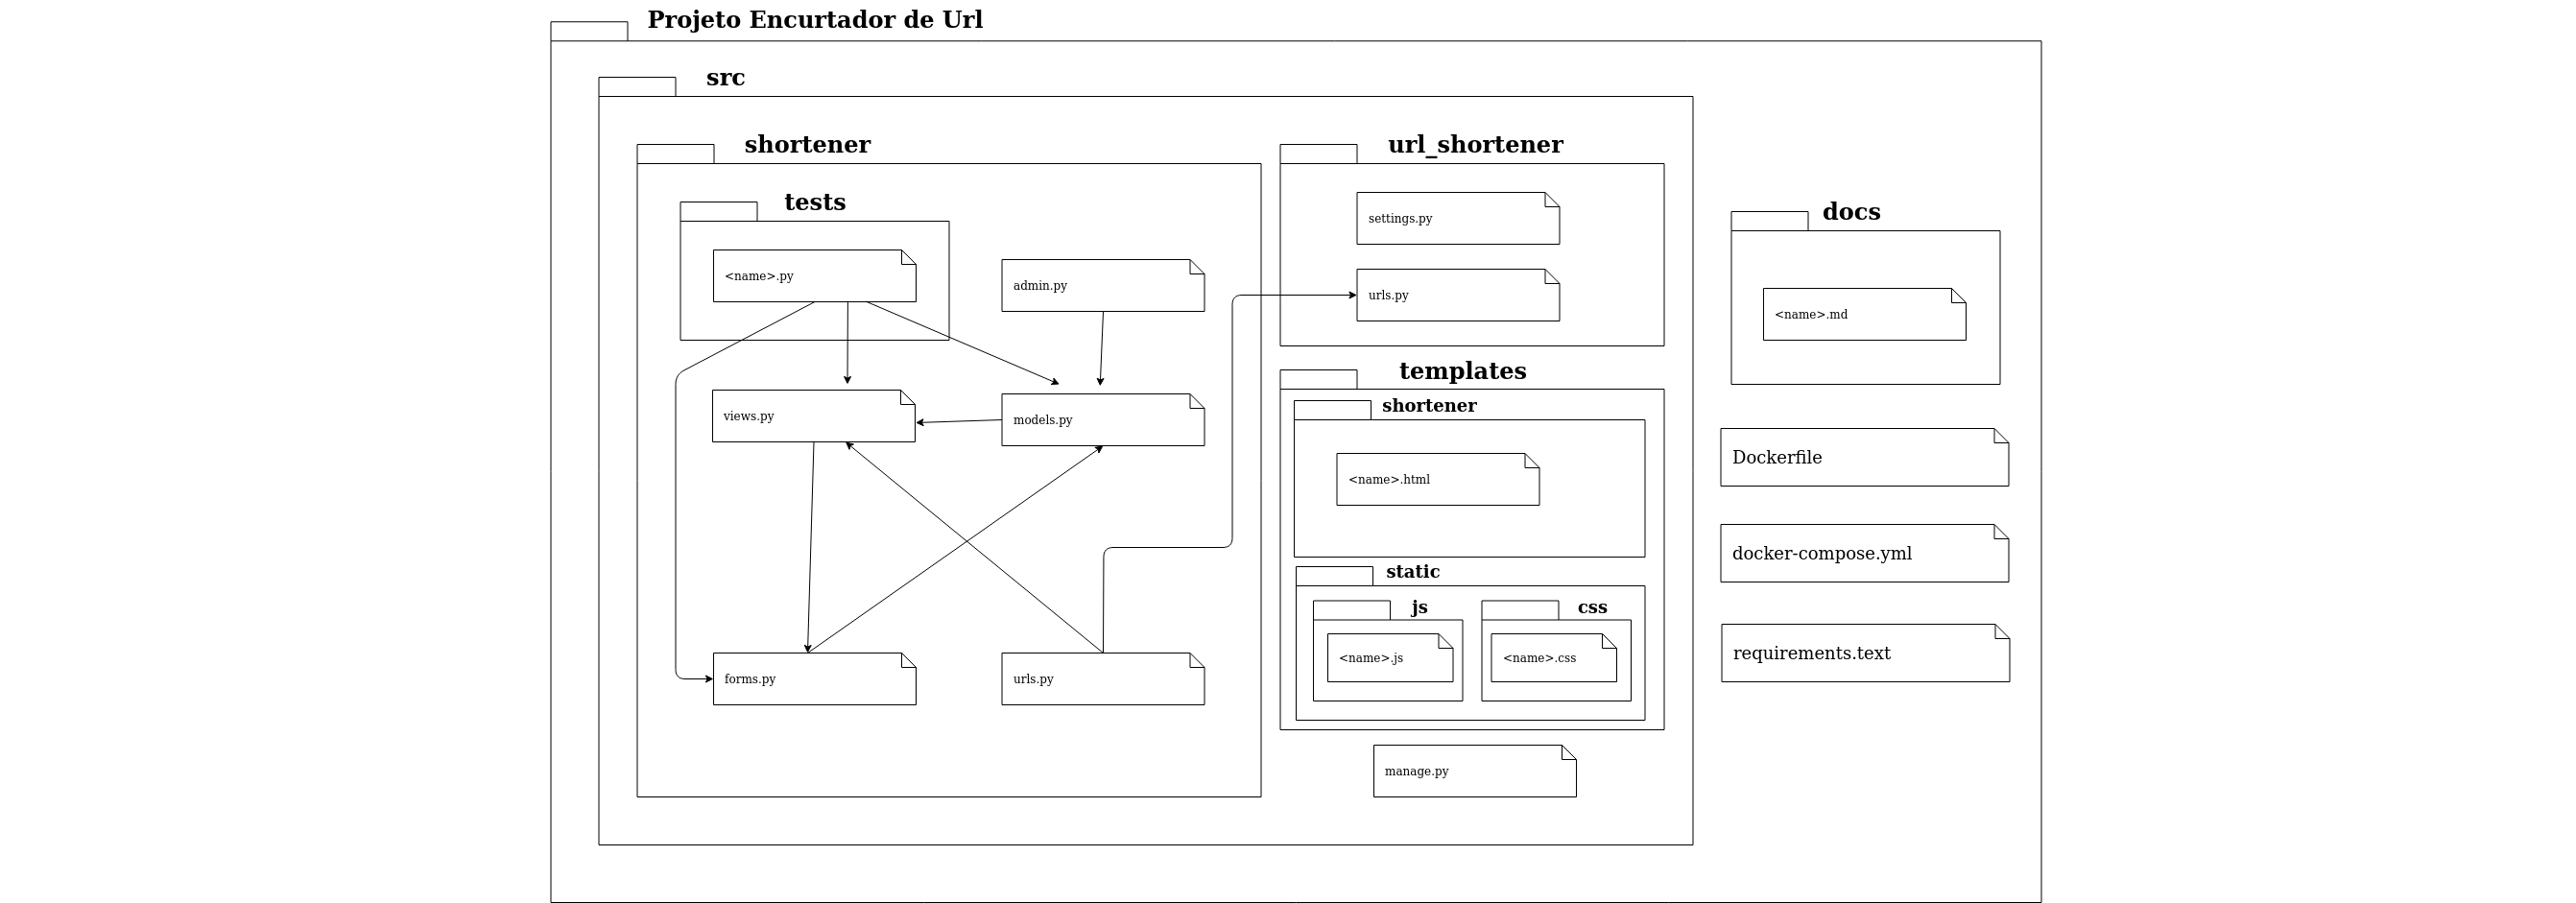 Projeto Encurtador de Url
src
shortener
tests
<name>.py
admin.py
views.py
models.py
forms.py
urls.py
url_shortener
settings.py
urls.py
templates
shortener
<name>.html
static
js
<name>.js
css
<name>.css
manage.py
docs
<name>.md
Dockerfile
docker-compose.yml
requirements.text